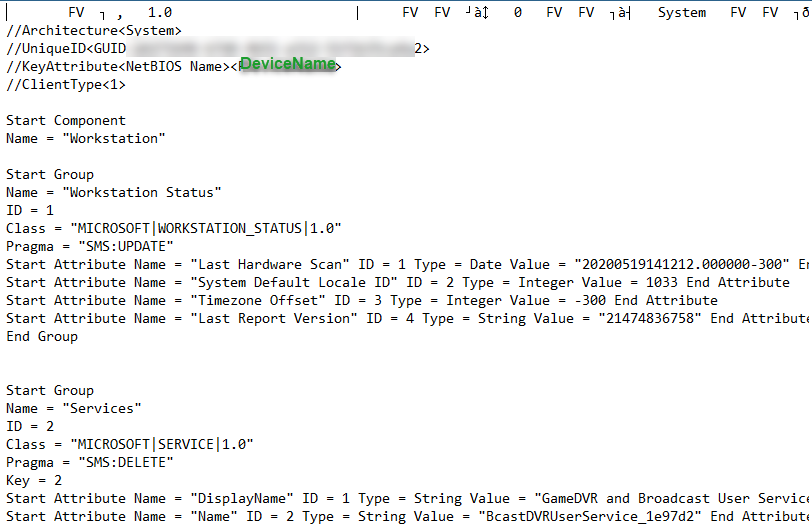 FV ┐ , 1.0 | FV FV ┘à↕ 0 FV FV ┐à┤ System FV FV ┐ð
//Architecture<System>
//UniqueID<GUID 2>
//KeyAttribute<NetBIOS Name><DeviceName>
//ClientType<1>
Start Component
Name = "Workstation"
Start Group
Name = "Workstation Status"
ID = 1
Class = "MICROSOFT|WORKSTATION_STATUS|1.0"
Pragma = "SMS:UPDATE"
Start Attribute Name = "Last Hardware Scan" ID = 1 Type = Date Value = "20200519141212.000000-300" En
Start Attribute Name = "System Default Locale ID" ID = 2 Type = Integer Value = 1033 End Attribute
Start Attribute Name = "Timezone Offset" ID = 3 Type = Integer Value = -300 End Attribute
Start Attribute Name = "Last Report Version" ID = 4 Type = String Value = "21474836758" End Attribute
End Group
Start Group
Name = "Services"
ID = 2
Class = "MICROSOFT|SERVICE|1.0"
Pragma = "SMS:DELETE"
Key = 2
Start Attribute Name = "DisplayName" ID = 1 Type = String Value = "GameDVR and Broadcast User Service
Start Attribute Name = "Name" ID = 2 Type = String Value = "BcastDVRUserService_1e97d2" End Attribute